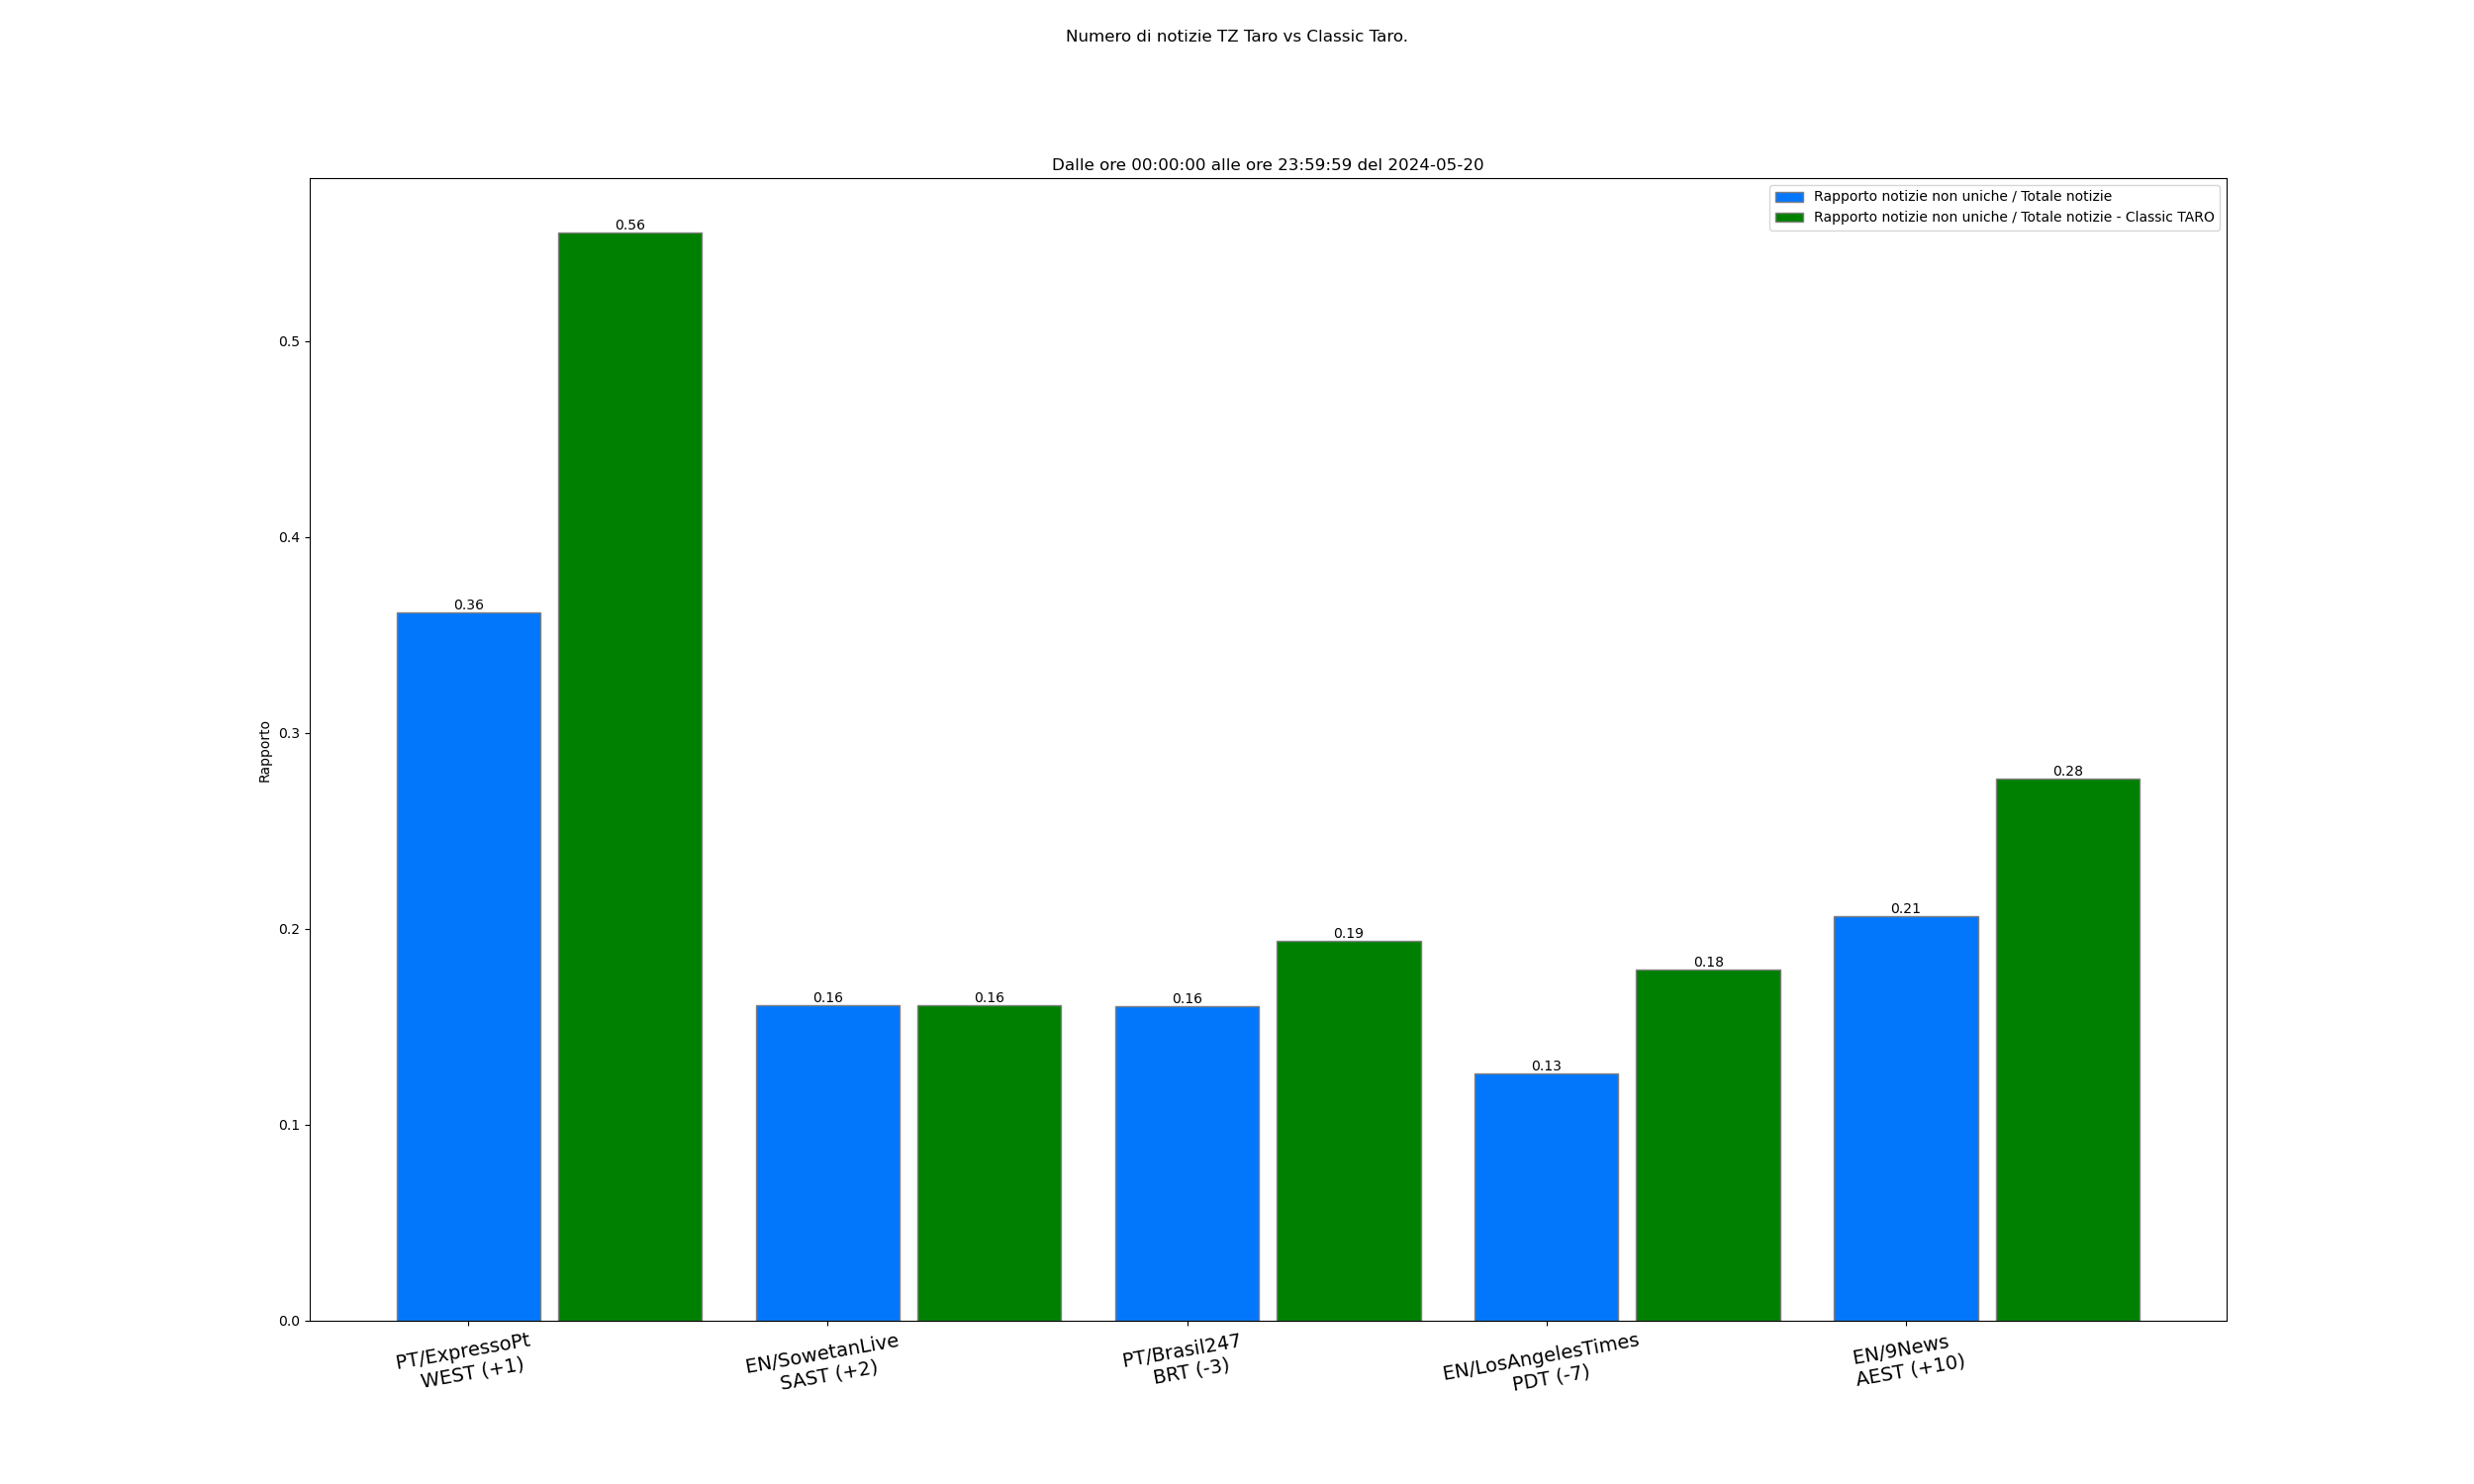 Numero di notizie TZ Taro vs Classic Taro.
Dalle ore 00:00:00 alle ore 23:59:59 del 2024-05-20
Rapporto notizie non uniche / Totale notizie
Rapporto notizie non uniche / Totale notizie - Classic TARO
Rapporto
0.5
0.4
0.3
0.2
0.1
0.0
0.36
0.56
0.16
0.16
0.16
0.19
0.13
0.18
0.21
0.28
PT/ExpressoPt
WEST (+1)
EN/SowetanLive
SAST (+2)
PT/Brasil247
BRT (-3)
EN/LosAngelesTimes
PDT (-7)
EN/9News
AEST (+10)